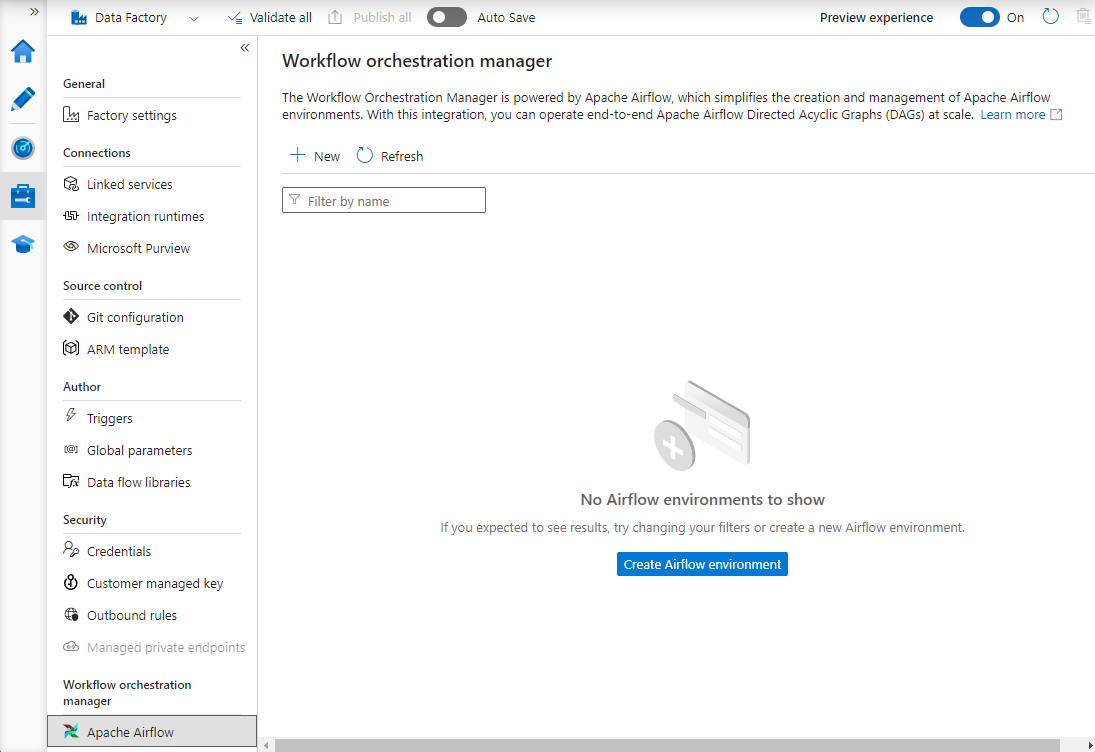 Data Factory
Validate all
Publish all
Auto Save
Preview experience
On
General
Factory settings
Connections
Linked services
Integration runtimes
Microsoft Purview
Source control
Git configuration
ARM template
Author
Triggers
Global parameters
Data flow libraries
Security
Credentials
Customer managed key
Outbound rules
Managed private endpoints
Workflow orchestration
manager
Apache Airflow
Workflow orchestration manager
The Workflow Orchestration Manager is powered by Apache Airflow, which simplifies the creation and management of Apache Airflow
environments. With this integration, you can operate end-to-end Apache Airflow Directed Acyclic Graphs (DAGs) at scale. Learn more
New
Refresh
Filter by name
No Airflow environments to show
If you expected to see results, try changing your filters or create a new Airflow environment.
Create Airflow environment